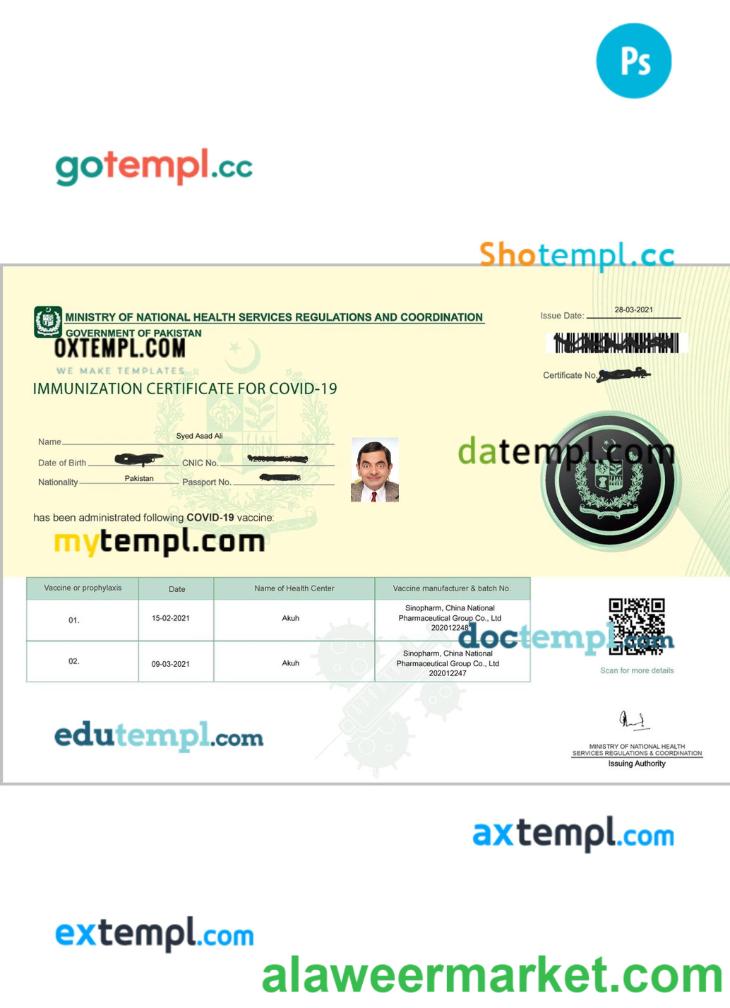 Ps
gotempl.cc
Shotempl.cc
MINISTRY OF NATIONAL HEALTH SERVICES REGULATIONS AND COORDINATION
GOVERNMENT OF PAKISTAN
OXTEMPL.COM
WE MAKE TEMPLATES
IMMUNIZATION CERTIFICATE FOR COVID-19
Issue Date: 28-03-2021
Certificate No.
Name Syed Asad Ali
Date of Birth CNIC No.
Nationality Pakistan Passport No.
datempl.com
has been administrated following COVID-19 vaccine:
mytempl.com
Vaccine or prophylaxis Date Name of Health Center Vaccine manufacturer & batch No.
01. 15-02-2021 Akuh Sinopharm, China National
Pharmaceutical Group Co., Ltd
202012248
doctempl.com
02. 09-03-2021 Akuh Sinopharm, China National
Pharmaceutical Group Co., Ltd
202012247
Scan for more details
edutempl.com
MINISTRY OF NATIONAL HEALTH
SERVICES REGULATIONS & COORDINATION
Issuing Authority
axtempl.com
extempl.com
alaweermarket.com